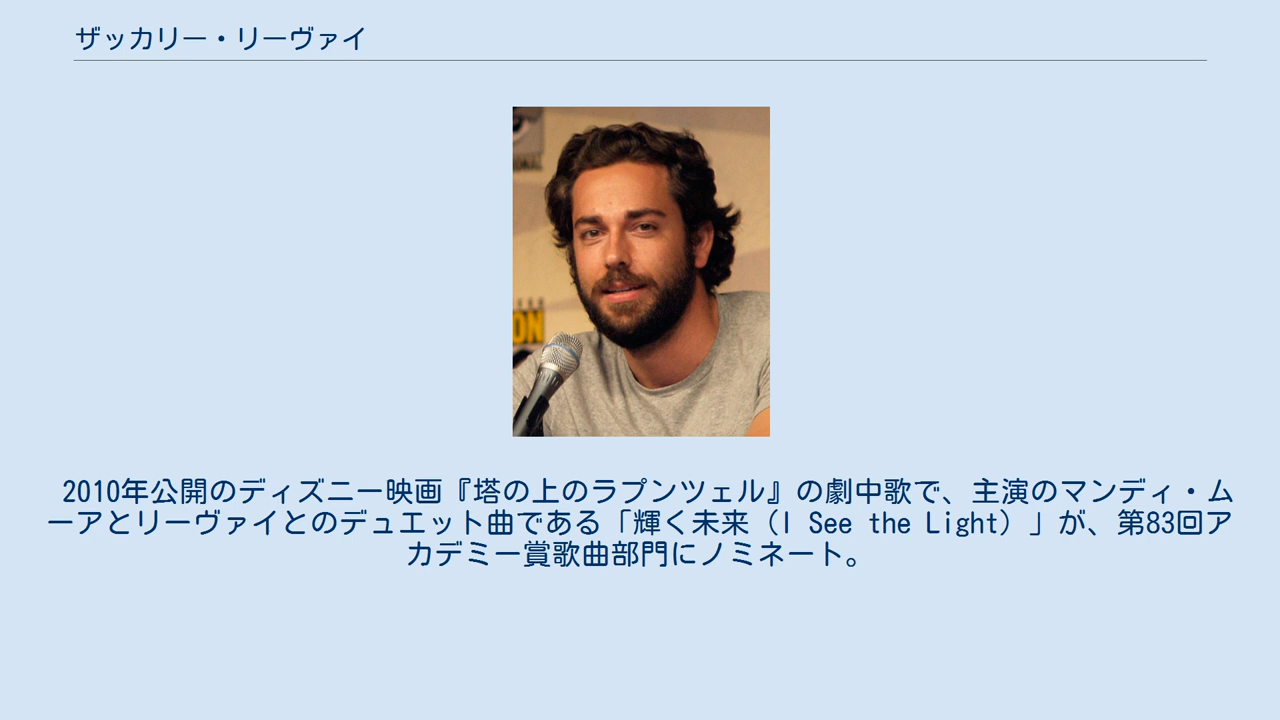 ザッカリー・リーヴァイ
ON
2010年公開のディズニー映画『塔の上のラプンツェル』の劇中歌で、主演のマンディ・ム
ーアとリーヴァイとのデュエット曲である「輝く未来（I See the Light）」が、第83回ア
カデミー賞歌曲部門にノミネート。